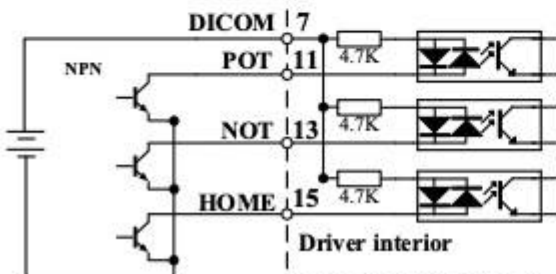 DICOM 7
4.7K
NPN POT 11
4.7K
NOT 13
4.7K
HOME 15
Driver interior